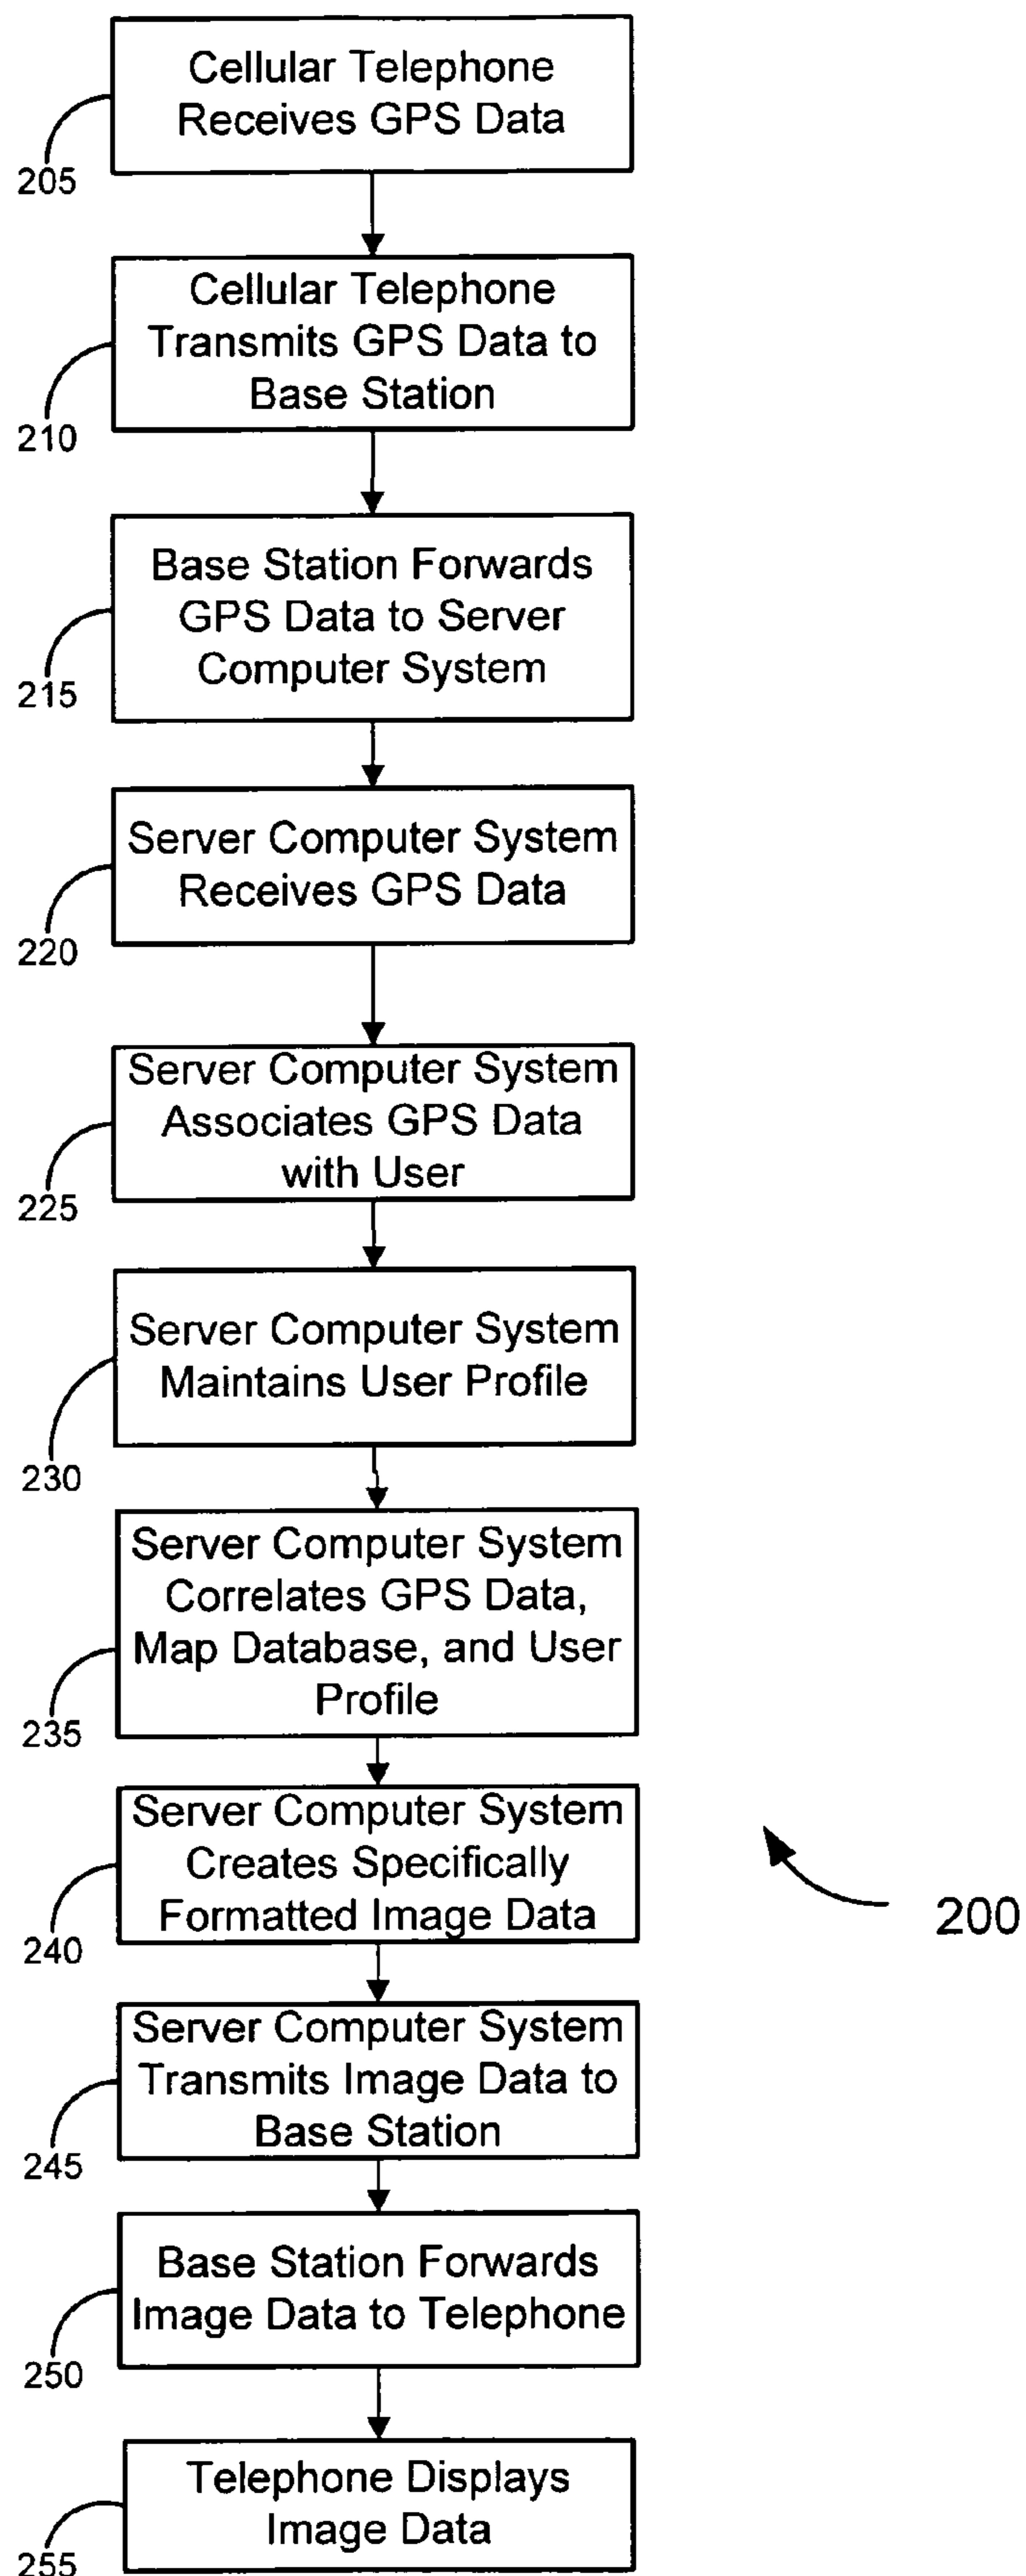 Cellular Telephone
Receives GPS Data
205
Cellular Telephone
Transmits GPS Data to
Base Station
210
Base Station Forwards
GPS Data to Server
Computer System
215
Server Computer System
Receives GPS Data
220
Server Computer System
Associates GPS Data
with User
225
Server Computer System
Maintains User Profile
230
Server Computer System
Correlates GPS Data,
Map Database, and User
Profile
235
Server Computer System
Creates Specifically
Formatted Image Data
240
200
Server Computer System
Transmits Image Data to
Base Station
245
Base Station Forwards
Image Data to Telephone
250
Telephone Displays
Image Data
255